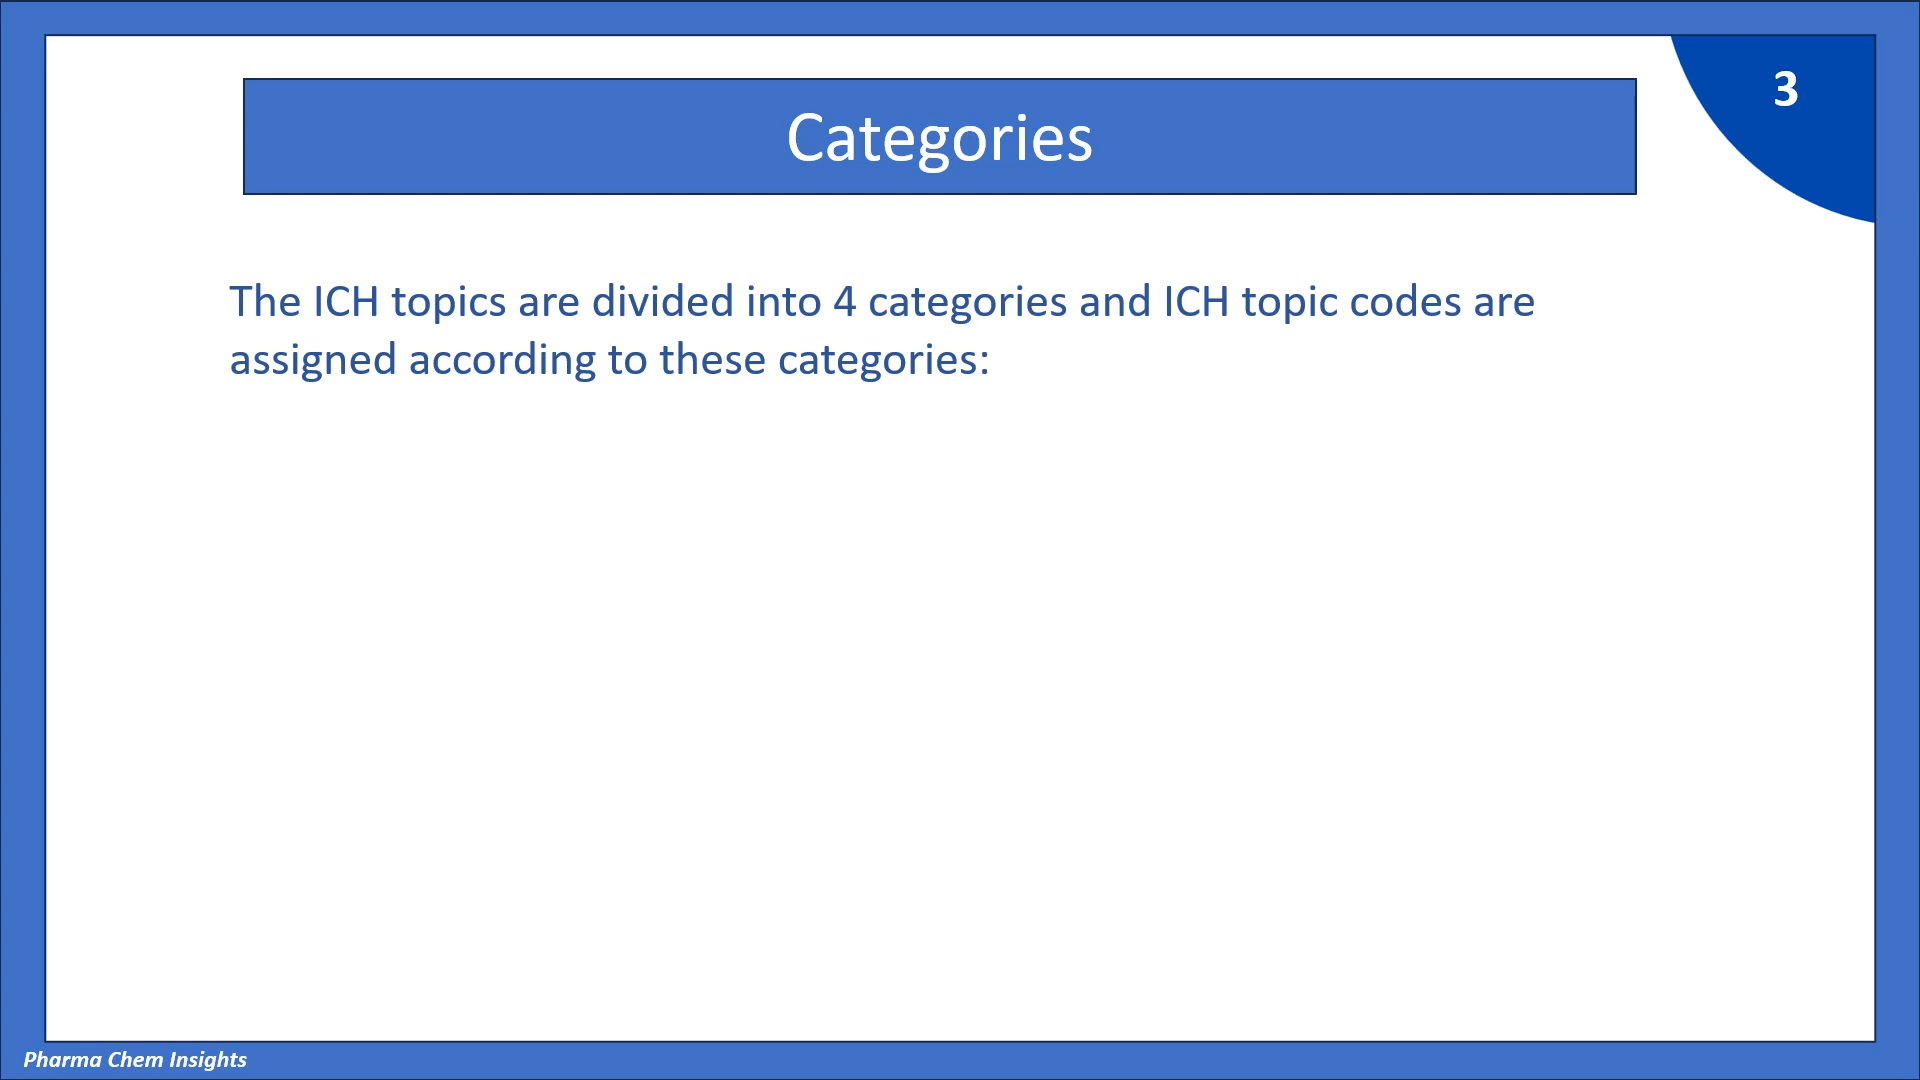 3
Categories
The ICH topics are divided into 4 categories and ICH topic codes are
assigned according to these categories:
Pharma Chem Insights